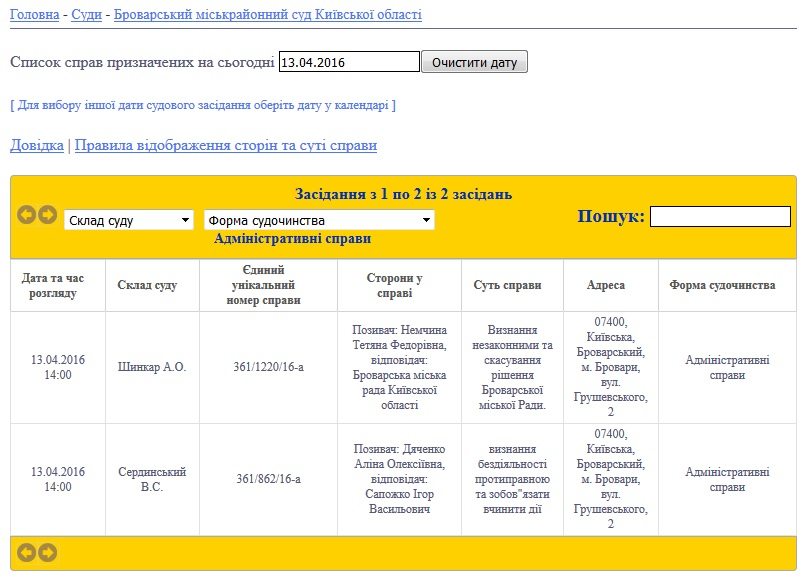 Головна - Суди - Броварський міськрайонний суд Київської області
Список справ призначених на сьогодні 13.04.2016 Очистити дату
[ Для вибору іншої дати судового засідання оберіть дату у календарі ]
Довідка | Правила відображення сторін та суті справи
Засідання з 1 по 2 із 2 засідань
Склад суду Форма судочинства Пошук:
Адміністративні справи
Дата та час
розгляду
Склад суду
Єдиний
унікальний
номер справи
Сторони у
справі
Суть справи
Адреса
Форма судочинства
13.04.2016
14:00
Шинкар А.О.
361/1220/16-а
Позивач: Немчина
Тетяна Федорівна,
відповідач:
Броварська міська
рада Київської
області
Визнання
незаконними та
скасування
рішення
Броварської
міської Ради.
07400,
Київська,
Броварський,
м. Бровари,
вул.
Грушевського,
2
Адміністративні
справи
13.04.2016
14:00
Сердинський
В.С.
361/862/16-а
Позивач: Дяченко
Аліна Олексіївна,
відповідач:
Сапожко Ігор
Васильович
визнання
бездіяльності
протиправною
та зобов"язати
вчинити дії
07400,
Київська,
Броварський,
м. Бровари,
вул.
Грушевського,
2
Адміністративні
справи